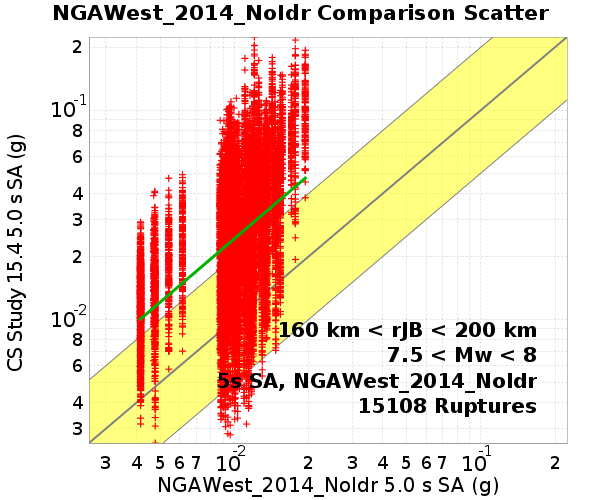 NGAWest_2014_NoIdr Comparison Scatter
CS Study 15.4 5.0 s SA (g)
2
10-1
8
6
4
3
2
10-2
8
6
4
3
160 km < rJB < 200 km
7.5 < Mw < 8
5s SA, NGAWest_2014_NoIdr
15108 Ruptures
3 4 5 6 7 10-2 2 3 4 5 6 7 10-1 2
NGAWest_2014_NoIdr 5.0 s SA (g)